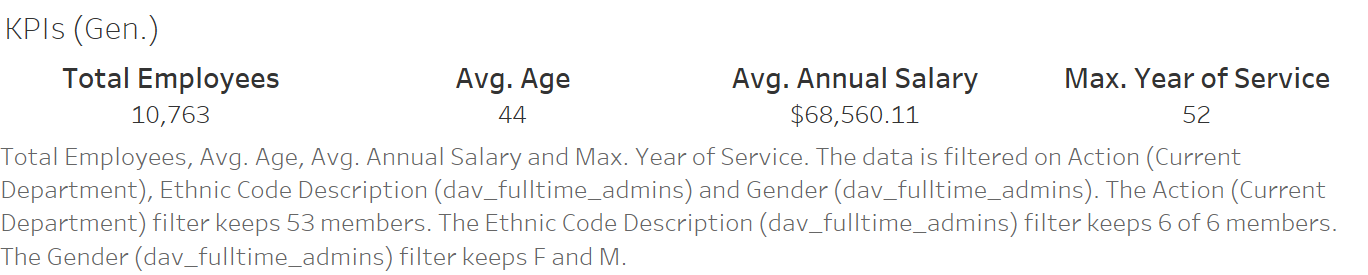 KPIs (Gen.)
Total Employees Avg. Age Avg. Annual Salary Max. Year of Service
10,763 44 $68,560.11 52
Total Employees, Avg. Age, Avg. Annual Salary and Max. Year of Service. The data is filtered on Action (Current
Department), Ethnic Code Description (dav_fulltime_admins) and Gender (dav_fulltime_admins). The Action (Current
Department) filter keeps 53 members. The Ethnic Code Description (dav_fulltime_admins) filter keeps 6 of 6 members.
The Gender (dav_fulltime_admins) filter keeps F and M.